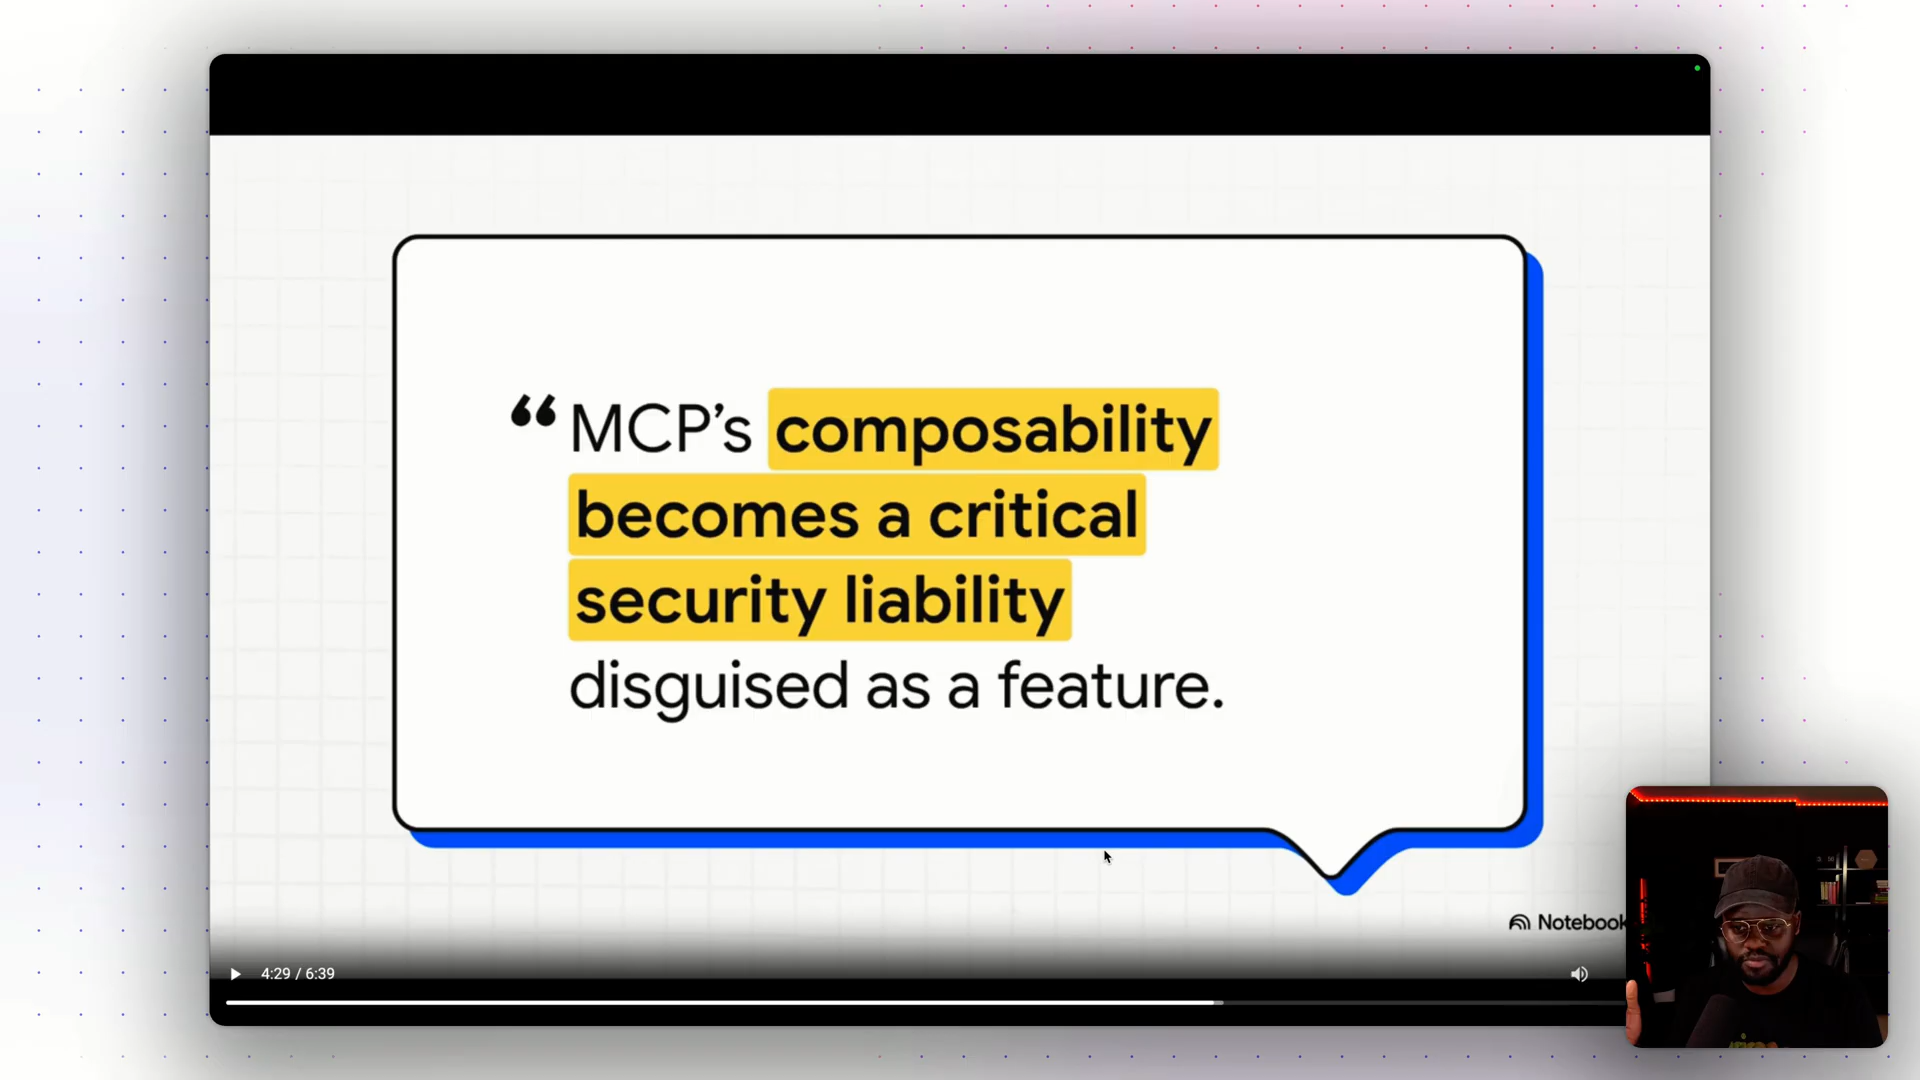 “MCP’s composability
becomes a critical
security liability
disguised as a feature.
Notebook
4:29 / 6:39